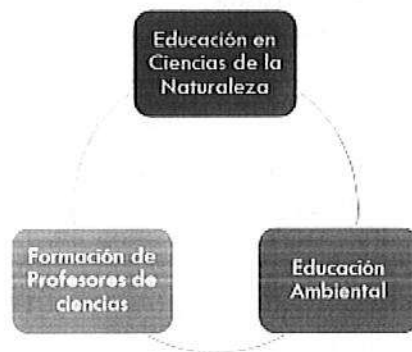 Educación en
Ciencias de la
Naturaleza
Formación de
Profesores de
ciencias
Educación
Ambiental